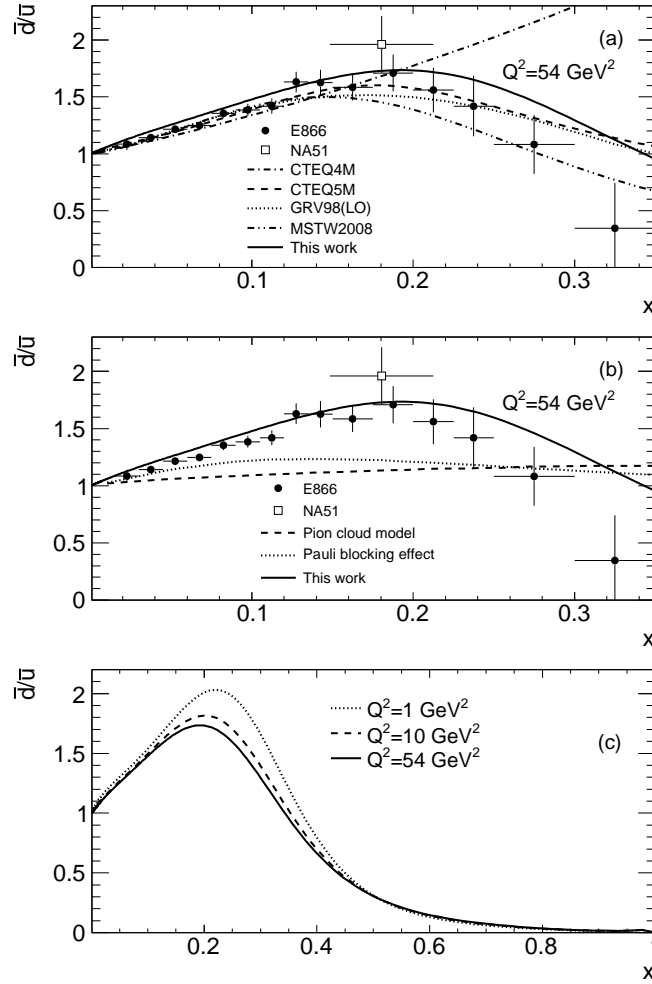 d̅/u̅
2
1.5
1
0.5
0
0.1
0.2
0.3
x
(a)
Q²=54 GeV²
E866
NA51
CTEQ4M
CTEQ5M
GRV98(LO)
MSTW2008
This work
d̅/u̅
2
1.5
1
0.5
0
0.1
0.2
0.3
x
(b)
Q²=54 GeV²
E866
NA51
Pion cloud model
Pauli blocking effect
This work
d̅/u̅
2
1.5
1
0.5
0
0.2
0.4
0.6
0.8
x
(c)
Q²=1 GeV²
Q²=10 GeV²
Q²=54 GeV²